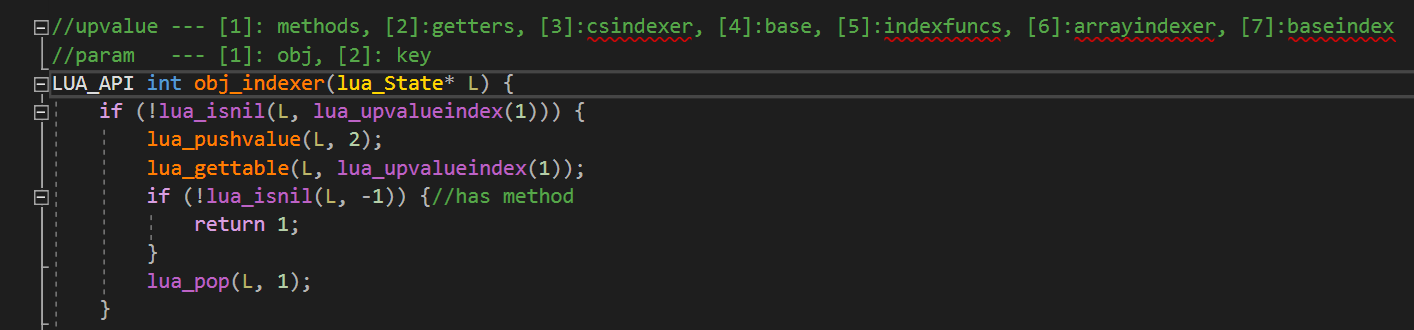 //upvalue --- [1]: methods, [2]:getters, [3]:csindexer, [4]:base, [5]:indexfuncs, [6]:arrayindexer, [7]:baseindex
//param   --- [1]: obj, [2]: key
LUA_API int obj_indexer(lua_State* L) {
    if (!lua_isnil(L, lua_upvalueindex(1))) {
        lua_pushvalue(L, 2);
        lua_gettable(L, lua_upvalueindex(1));
        if (!lua_isnil(L, -1)) {//has method
            return 1;
        }
        lua_pop(L, 1);
    }